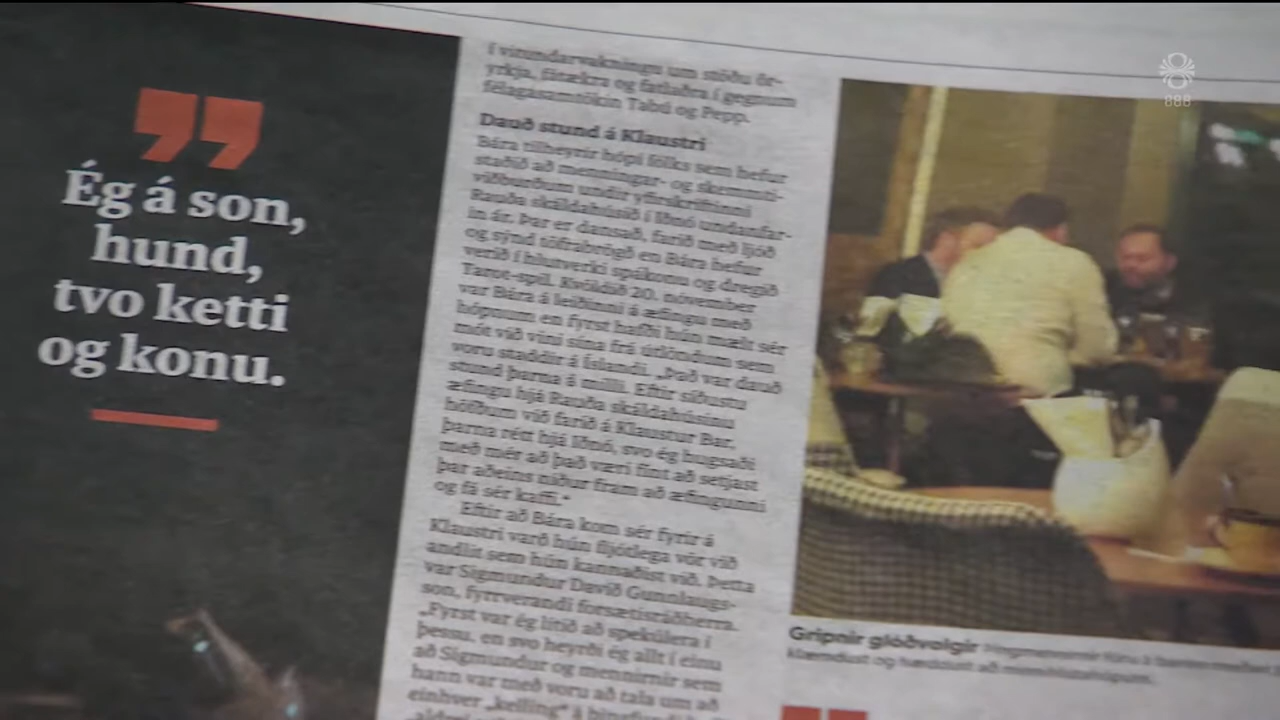 Ég á son,
hund,
tvo ketti
og konu.
í vitundarvakningu um stöðu ör-
yrkja, fátækra og fatlaðra í gegnum
félagasamtökin Tabú og Pepp.
Dauð stund á Klaustri
Bára tilheyrir hópi fólks sem hefur
staðið að menningar- og skemmti-
viðburðum undir yfirskriftinni
Rauða skáldahúsið í Iðnó undanfar-
in ár. Þar er dansað, farið með ljóð
og sýnd töfrabrögð en Bára hefur
verið í hlutverki spákonu og dregið
Tarot-spil. Kvöldið 20. nóvember
var Bára á leiðinni á æfingu með
hópnum en fyrst hafði hún mælt sér
mót við vini sína frá útlöndum sem
voru staddir á Íslandi. „Það var dauð
stund þarna á milli. Eftir síðustu
æfingu hjá Rauða skáldahúsinu
höfðum við farið á Klaustur Bar,
þarna rétt hjá Iðnó, svo ég hugsaði
með mér að það væri fínt að setjast
þar aðeins niður fram að æfingunni
og fá sér kaffi.“
Eftir að Bára kom sér fyrir á
Klaustri varð hún fljótlega vör við
andlit sem hún kannaðist við. Þetta
var Sigmundur Davíð Gunnlaugs-
son, fyrrverandi forsætisráðherra.
„Fyrst var ég lítið að spekúlera í
þessu, en svo heyrði ég allt í einu
að Sigmundur og mennirnir sem
hann var með voru að tala um að
einhver „kelling“ á
Gripnir glóðvolgir
888